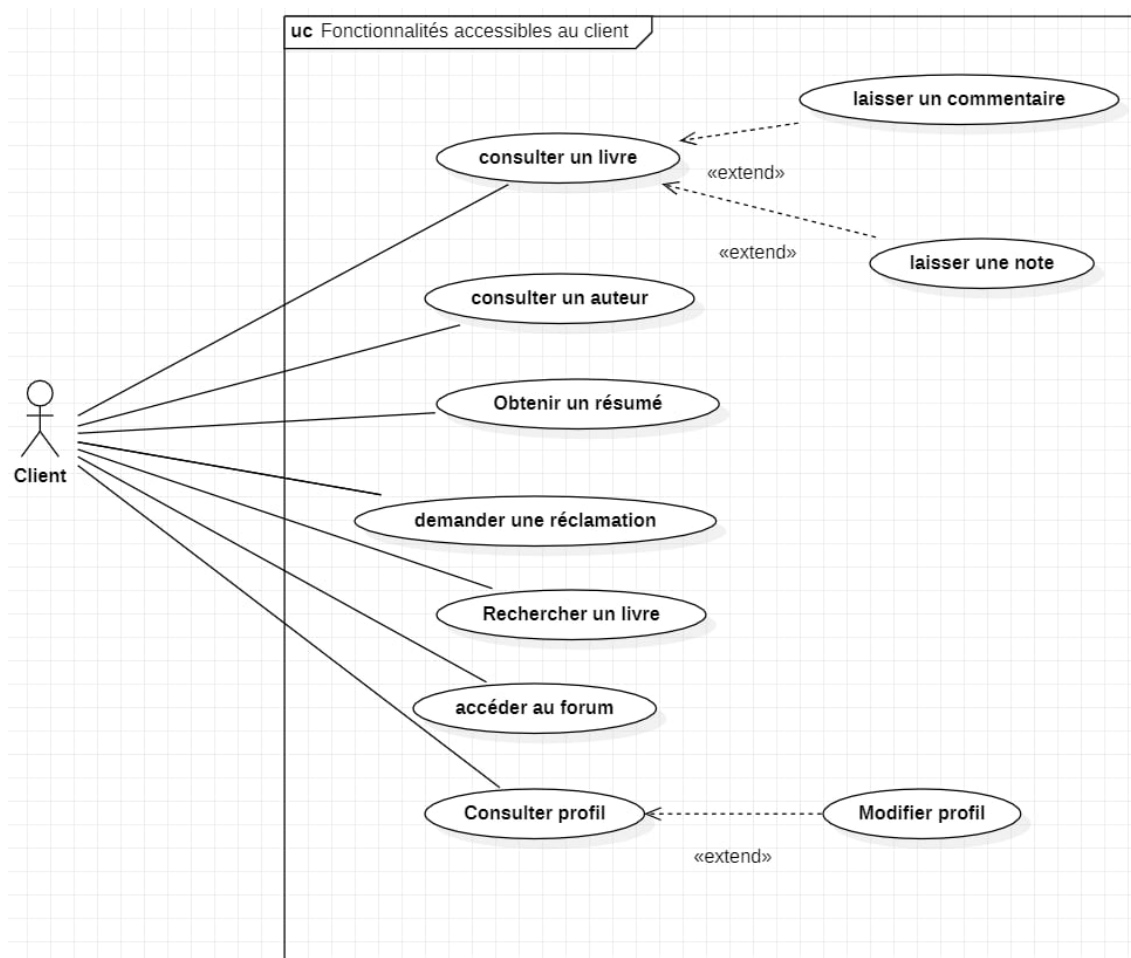 uc Fonctionnalités accessibles au client
laisser un commentaire
consulter un livre
«extend»
«extend»
laisser une note
consulter un auteur
Obtenir un résumé
Client
demander une réclamation
Rechercher un livre
accéder au forum
Consulter profil
Modifier profil
«extend»